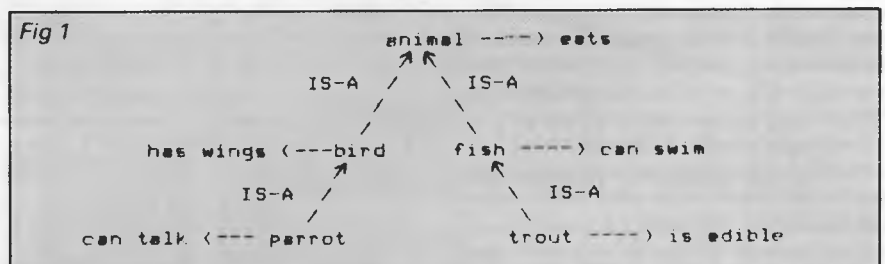 Fig 1
animal ----> eats
IS-A IS-A
has wings <---bird fish ----> can swim
IS-A IS-A
can talk <--- parrot trout ----> is edible